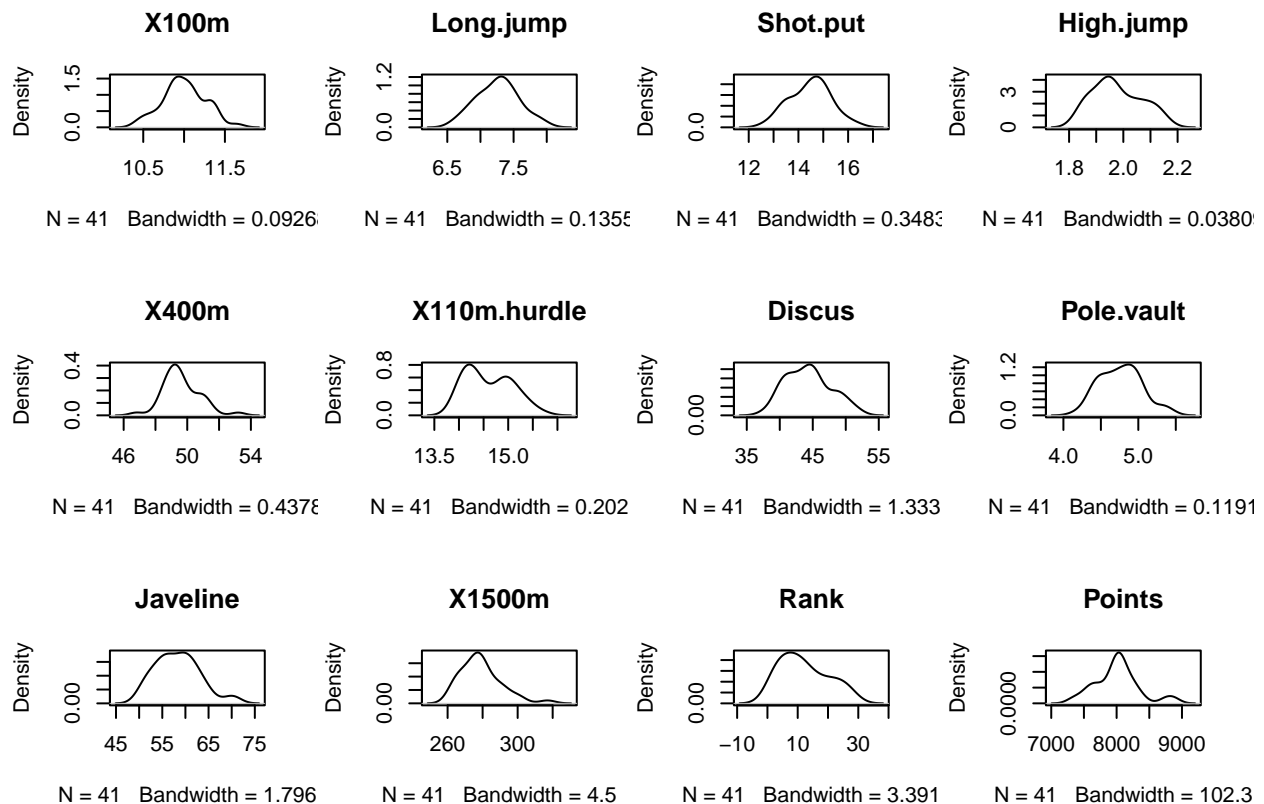 X100m Long.jump Shot.put High.jump
Density Density Density Density
0.0 1.5 0.0 1.2 0.0 0 3
10.5 11.5 6.5 7.5 12 14 16 1.8 2.0 2.2
N = 41 Bandwidth = 0.0926 N = 41 Bandwidth = 0.1355 N = 41 Bandwidth = 0.3483 N = 41 Bandwidth = 0.0380
X400m X110m.hurdle Discus Pole.vault
Density Density Density Density
0.0 0.4 0.0 0.8 0.00 0.0 1.2
46 50 54 13.5 15.0 35 45 55 4.0 5.0
N = 41 Bandwidth = 0.4378 N = 41 Bandwidth = 0.202 N = 41 Bandwidth = 1.333 N = 41 Bandwidth = 0.1191
Javeline X1500m Rank Points
Density Density Density Density
0.00 0.00 0.00 0.0000
45 55 65 75 260 300 −10 10 30 7000 8000 9000
N = 41 Bandwidth = 1.796 N = 41 Bandwidth = 4.5 N = 41 Bandwidth = 3.391 N = 41 Bandwidth = 102.3